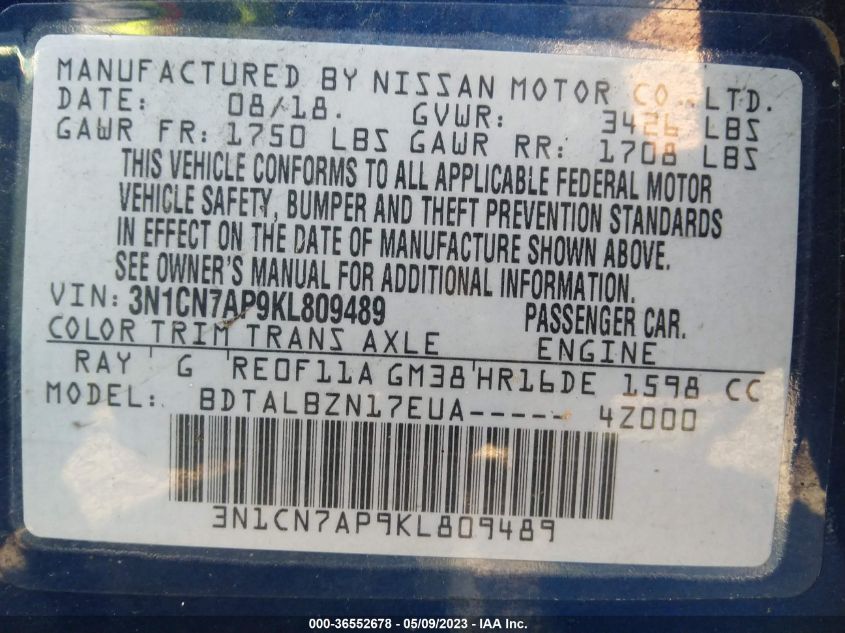 MANUFACTURED BY NISSAN MOTOR CO., LTD.
DATE: 08/18. GVWR: 3426 LBS
GAWR FR: 1750 LBS GAWR RR: 1708 LBS
THIS VEHICLE CONFORMS TO ALL APPLICABLE FEDERAL MOTOR
VEHICLE SAFETY, BUMPER AND THEFT PREVENTION STANDARDS
IN EFFECT ON THE DATE OF MANUFACTURE SHOWN ABOVE.
SEE OWNER'S MANUAL FOR ADDITIONAL INFORMATION.
VIN: 3N1CN7AP9KL809489 PASSENGER CAR.
COLOR TRIM TRANS AXLE ENGINE
RAY G RE0F11A GM38 HR16DE 1598 CC
MODEL: BDTALBZN17EUA----- 4Z000
3N1CN7AP9KL809489
000-36552678 - 05/09/2023 - IAA Inc.